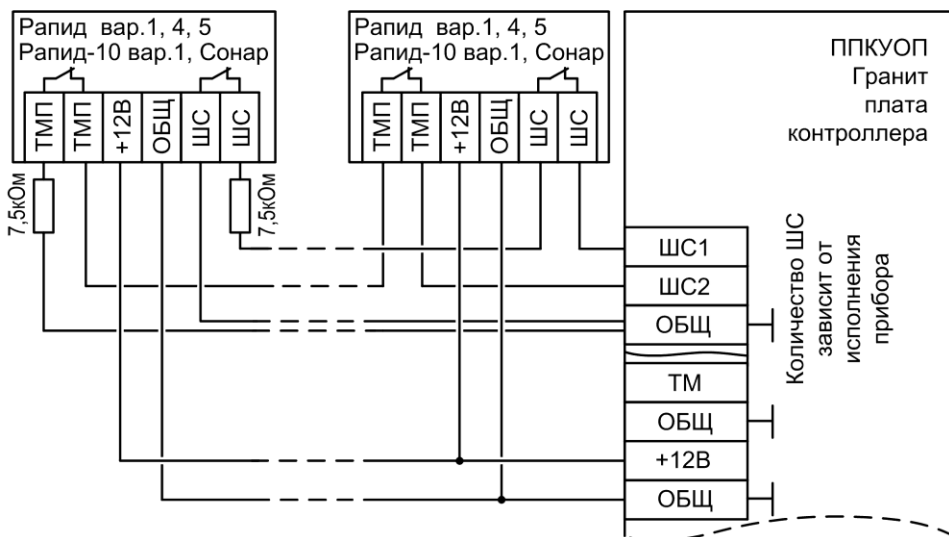 Рапид вар.1, 4, 5
Рапид-10 вар.1, Сонар
ТМП
ТМП
+12В
ОБЩ
ШС
ШС
7,5кОм
7,5кОм
Рапид вар.1, 4, 5
Рапид-10 вар.1, Сонар
ТМП
ТМП
+12В
ОБЩ
ШС
ШС
ППКУОП
Гранит
плата
контроллера
ШС1
ШС2
ОБЩ
ТМ
ОБЩ
+12В
ОБЩ
Количество ШС
зависит от
исполнения
прибора